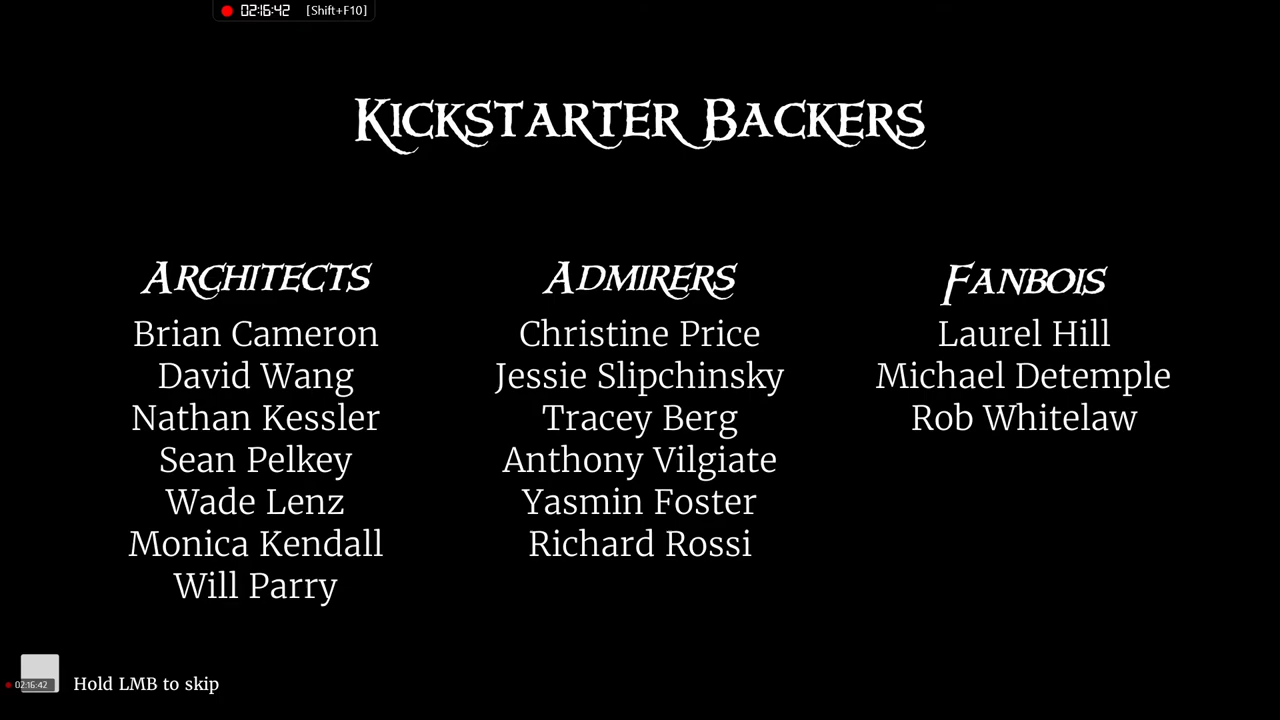 02:16:42 [Shift+F10]
Kickstarter Backers
Architects
Brian Cameron
David Wang
Nathan Kessler
Sean Pelkey
Wade Lenz
Monica Kendall
Will Parry
Admirers
Christine Price
Jessie Slipchinsky
Tracey Berg
Anthony Vilgiate
Yasmin Foster
Richard Rossi
Fanbois
Laurel Hill
Michael Detemple
Rob Whitelaw
02:16:42
Hold LMB to skip